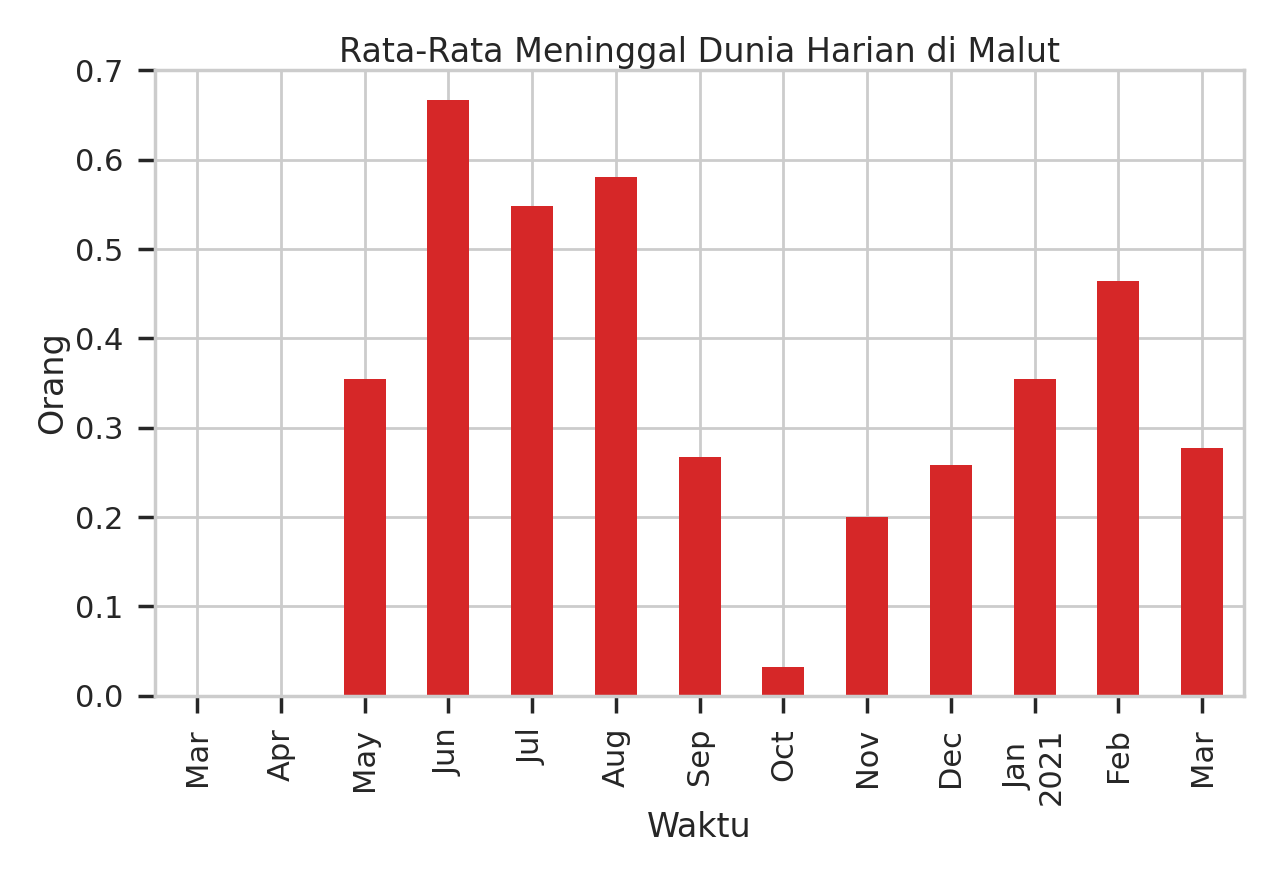 Rata-Rata Meninggal Dunia Harian di Malut
0.7
0.6
0.5
0.4
0.3
0.2
0.1
0.0
Orang
Mar
Apr
May
Jun
Jul
Aug
Sep
Oct
Nov
Dec
Jan
2021
Feb
Mar
Waktu